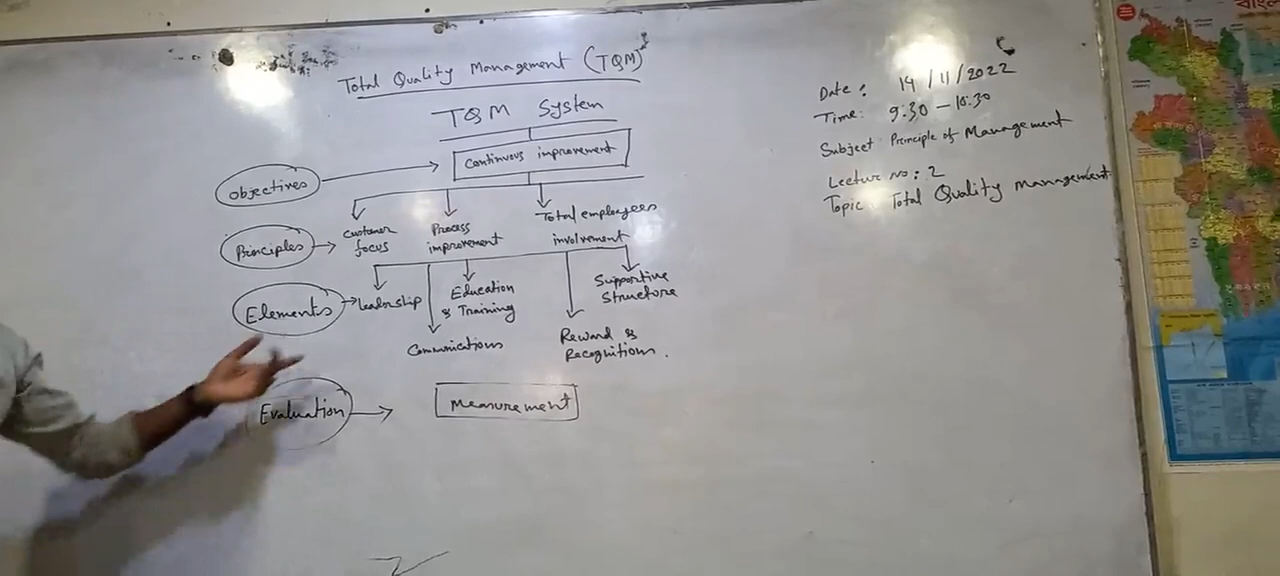 Total Quality Management (TQM)
TQM System
Continuous improvement
Objectives
Principles
Customer
focus
Process
improvement
Total employees
involvement
Elements
Leadership
Education
& Training
Supportive
Structure
Communications
Reward &
Recognitions.
Evaluation
Measurement
Date: 14/11/2022
Time: 9:30 – 10:30
Subject: Principle of Management
Lecture no: 2
Topic: Total Quality management
বাংল